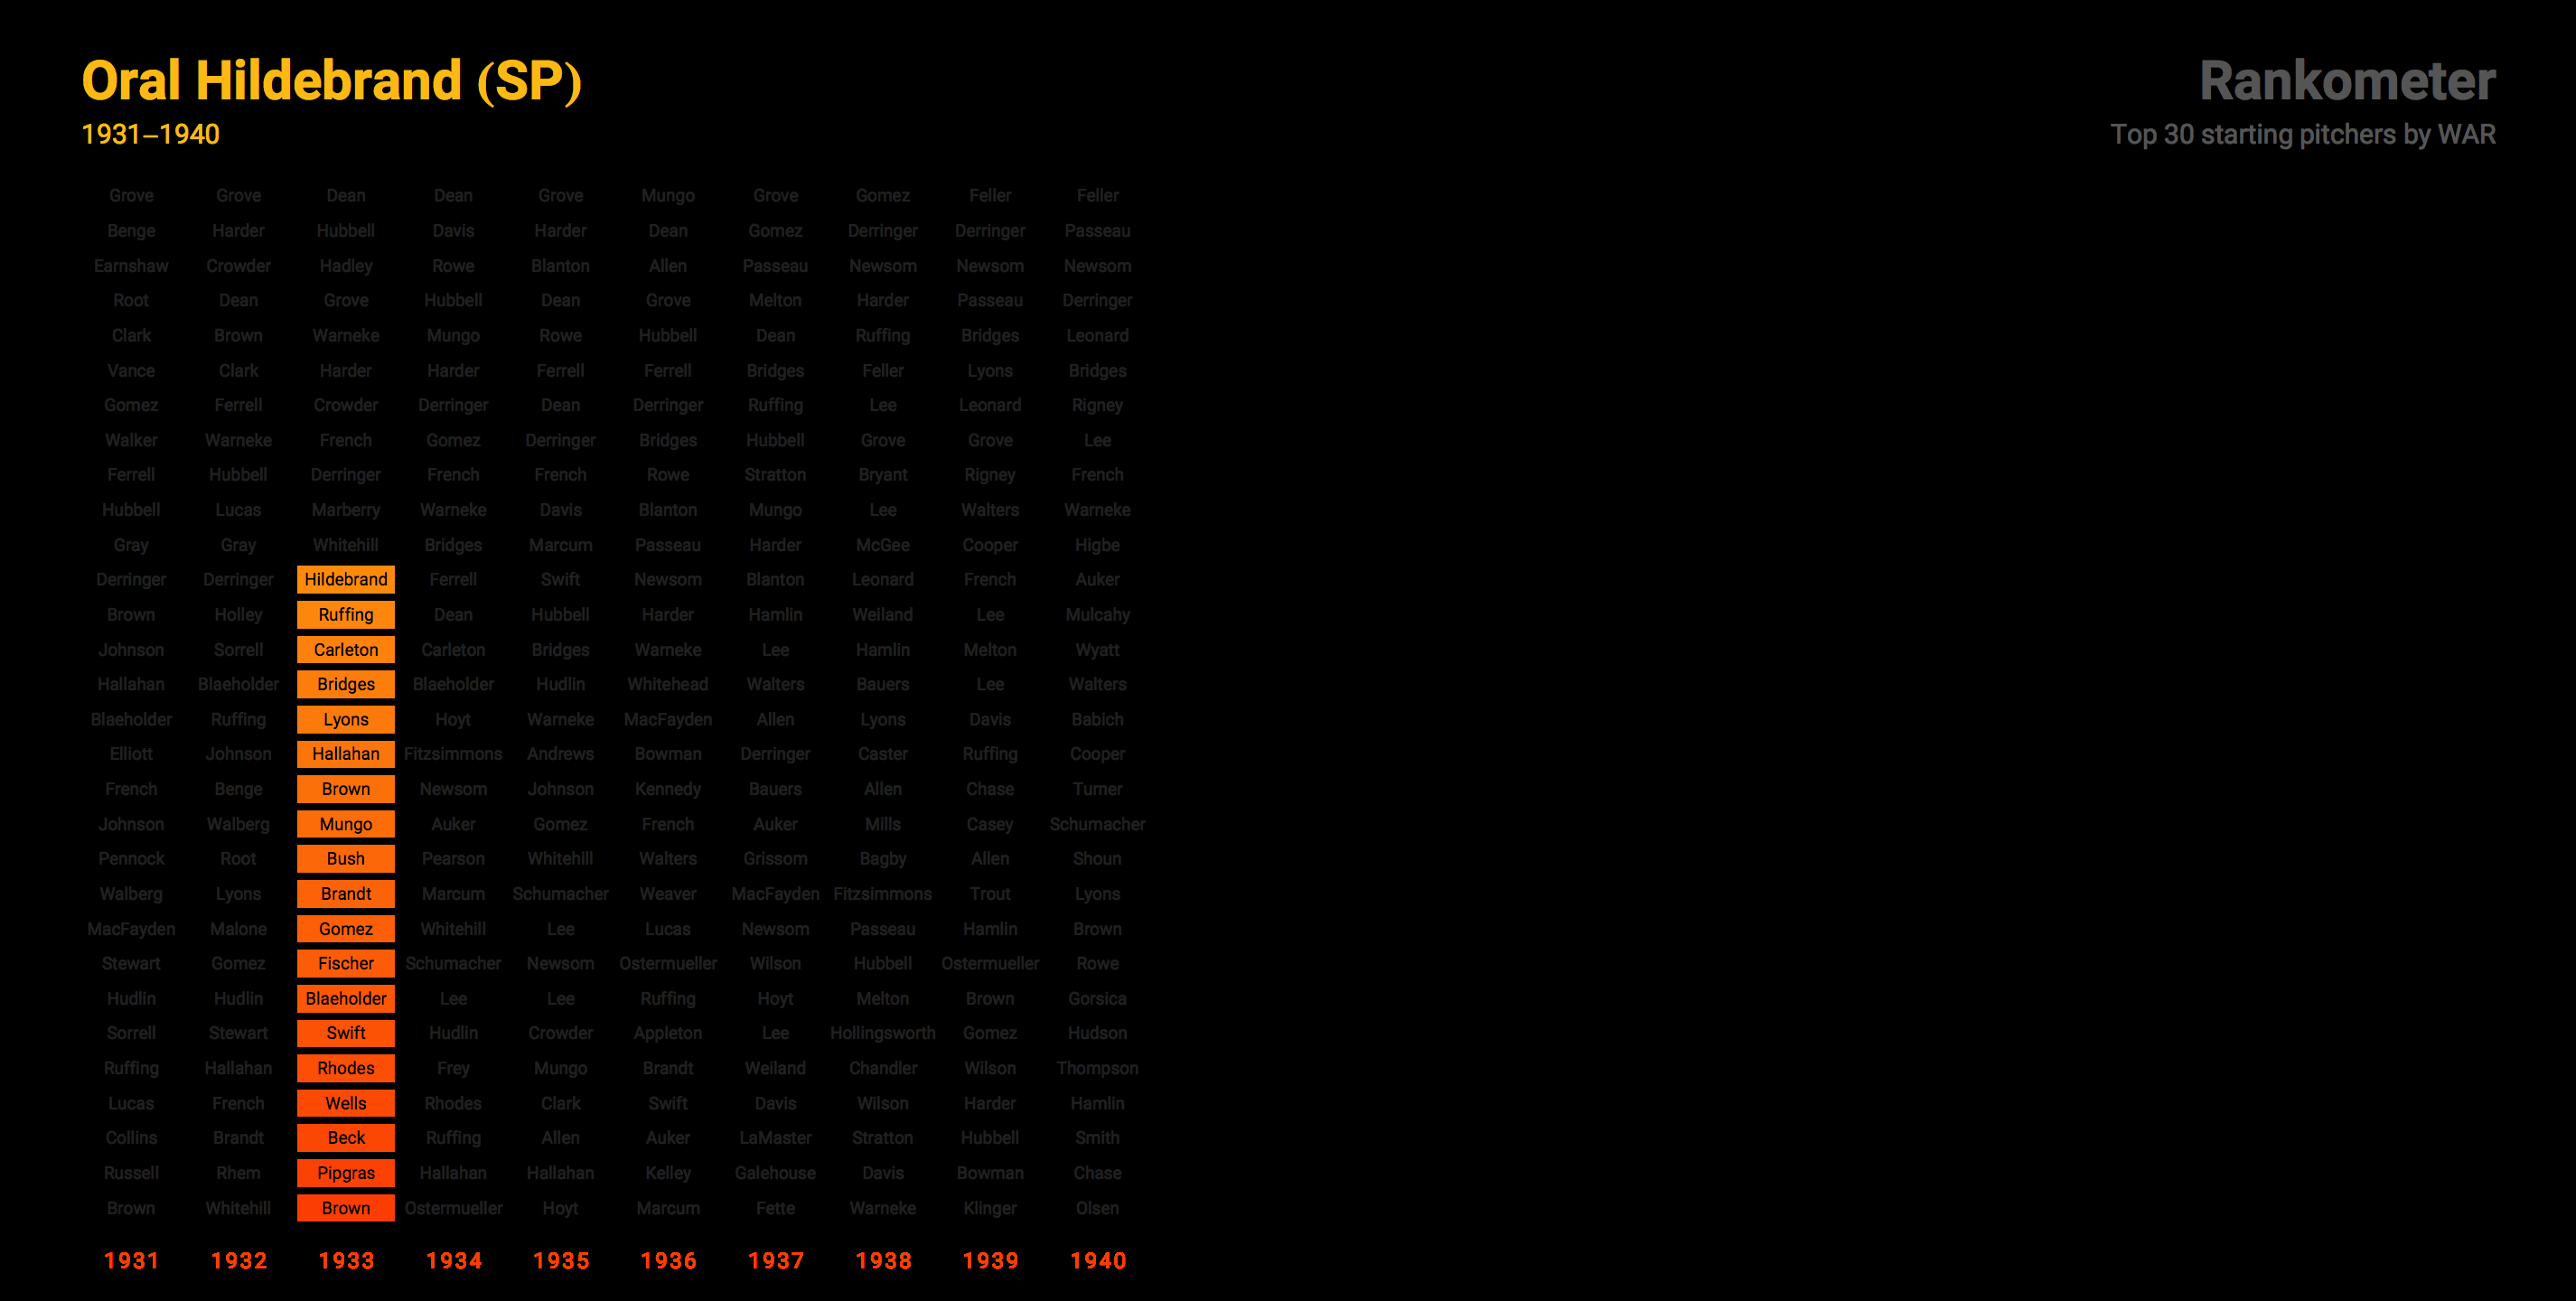 Oral Hildebrand (SP)
1931–1940
Rankometer
Top 30 starting pitchers by WAR
Grove Grove Dean Dean Grove Mungo Grove Gomez Feller Feller
Benge Harder Hubbell Davis Harder Dean Gomez Derringer Derringer Passeau
Earnshaw Crowder Hadley Rowe Blanton Allen Passeau Newsom Newsom Newsom
Root Dean Grove Hubbell Dean Grove Melton Harder Passeau Derringer
Clark Brown Warneke Mungo Rowe Hubbell Dean Ruffing Bridges Leonard
Vance Clark Harder Harder Ferrell Ferrell Bridges Feller Lyons Bridges
Gomez Ferrell Crowder Derringer Dean Derringer Ruffing Lee Leonard Rigney
Walker Warneke French Gomez Derringer Bridges Hubbell Grove Grove Lee
Ferrell Hubbell Derringer French French Rowe Stratton Bryant Rigney French
Hubbell Lucas Marberry Warneke Davis Blanton Mungo Lee Walters Warneke
Gray Gray Whitehill Bridges Marcum Passeau Harder McGee Cooper Higbe
Derringer Derringer Hildebrand Ferrell Swift Newsom Blanton Leonard French Auker
Brown Holley Ruffing Dean Hubbell Harder Hamlin Weiland Lee Mulcahy
Johnson Sorrell Carleton Carleton Bridges Warneke Lee Hamlin Melton Wyatt
Hallahan Blaeholder Bridges Blaeholder Hudlin Whitehead Walters Bauers Lee Walters
Blaeholder Ruffing Lyons Hoyt Warneke MacFayden Allen Lyons Davis Babich
Elliott Johnson Hallahan Fitzsimmons Andrews Bowman Derringer Caster Ruffing Cooper
French Benge Brown Newsom Johnson Kennedy Bauers Allen Chase Turner
Johnson Walberg Mungo Auker Gomez French Auker Mills Casey Schumacher
Pennock Root Bush Pearson Whitehill Walters Grissom Bagby Allen Shoun
Walberg Lyons Brandt Marcum Schumacher Weaver MacFayden Fitzsimmons Trout Lyons
MacFayden Malone Gomez Whitehill Lee Lucas Newsom Passeau Hamlin Brown
Stewart Gomez Fischer Schumacher Newsom Ostermueller Wilson Hubbell Ostermueller Rowe
Hudlin Hudlin Blaeholder Lee Lee Ruffing Hoyt Melton Brown Gorsica
Sorrell Stewart Swift Hudlin Crowder Appleton Lee Hollingsworth Gomez Hudson
Ruffing Hallahan Rhodes Frey Mungo Brandt Weiland Chandler Wilson Thompson
Lucas French Wells Rhodes Clark Swift Davis Wilson Harder Hamlin
Collins Brandt Beck Ruffing Allen Auker LaMaster Stratton Hubbell Smith
Russell Rhem Pipgras Hallahan Hallahan Kelley Galehouse Davis Bowman Chase
Brown Whitehill Brown Ostermueller Hoyt Marcum Fette Warneke Klinger Olsen
1931 1932 1933 1934 1935 1936 1937 1938 1939 1940